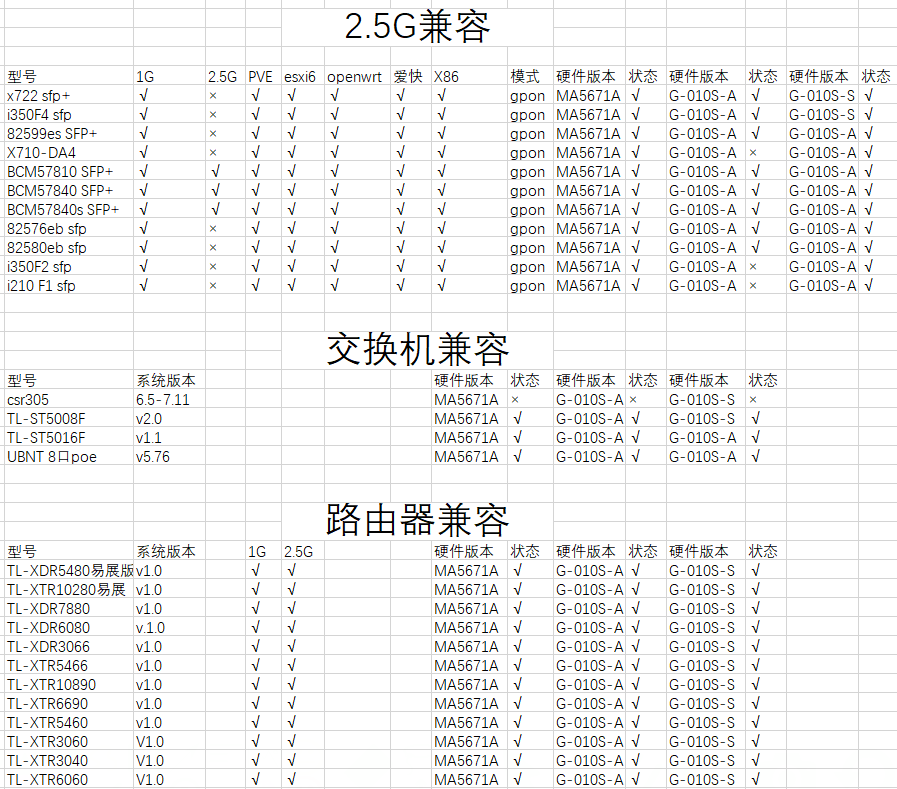 2.5G兼容
型号 1G 2.5G PVE esxi6 openwrt 爱快 X86 模式 硬件版本 状态 硬件版本 状态 硬件版本 状态
x722 sfp+ √ × √ √ √ √ √ gpon MA5671A √ G-010S-A √ G-010S-S √
i350F4 sfp √ × √ √ √ √ √ gpon MA5671A √ G-010S-A √ G-010S-S √
82599es SFP+ √ × √ √ √ √ √ gpon MA5671A √ G-010S-A √ G-010S-A √
X710-DA4 √ × √ √ √ √ √ gpon MA5671A √ G-010S-A × G-010S-A √
BCM57810 SFP+ √ √ √ √ √ √ √ gpon MA5671A √ G-010S-A √ G-010S-A √
BCM57840 SFP+ √ √ √ √ √ √ √ gpon MA5671A √ G-010S-A √ G-010S-A √
BCM57840s SFP+ √ √ √ √ √ √ √ gpon MA5671A √ G-010S-A √ G-010S-A √
82576eb sfp √ × √ √ √ √ √ gpon MA5671A √ G-010S-A √ G-010S-A √
82580eb sfp √ × √ √ √ √ √ gpon MA5671A √ G-010S-A √ G-010S-A √
i350F2 sfp √ × √ √ √ √ √ gpon MA5671A √ G-010S-A × G-010S-A √
i210 F1 sfp √ × √ √ √ √ √ gpon MA5671A √ G-010S-A × G-010S-A √
交换机兼容
型号 系统版本 硬件版本 状态 硬件版本 状态 硬件版本 状态
csr305 6.5-7.11 MA5671A × G-010S-A × G-010S-S ×
TL-ST5008F v2.0 MA5671A √ G-010S-A √ G-010S-S √
TL-ST5016F v1.1 MA5671A √ G-010S-A √ G-010S-A √
UBNT 8口poe v5.76 MA5671A √ G-010S-A √ G-010S-A √
路由器兼容
型号 系统版本 1G 2.5G 硬件版本 状态 硬件版本 状态 硬件版本 状态
TL-XDR5480易展版 v1.0 √ √ MA5671A √ G-010S-A √ G-010S-S √
TL-XTR10280易展 v1.0 √ √ MA5671A √ G-010S-A √ G-010S-S √
TL-XDR7880 v1.0 √ √ MA5671A √ G-010S-A √ G-010S-S √
TL-XDR6080 v.1.0 √ √ MA5671A √ G-010S-A √ G-010S-S √
TL-XDR3066 v1.0 √ √ MA5671A √ G-010S-A √ G-010S-S √
TL-XTR5466 v1.0 √ √ MA5671A √ G-010S-A √ G-010S-S √
TL-XTR10890 v1.0 √ √ MA5671A √ G-010S-A √ G-010S-S √
TL-XTR6690 v1.0 √ √ MA5671A √ G-010S-A √ G-010S-S √
TL-XTR5460 v1.0 √ √ MA5671A √ G-010S-A √ G-010S-S √
TL-XTR3060 V1.0 √ √ MA5671A √ G-010S-A √ G-010S-S √
TL-XTR3040 V1.0 √ √ MA5671A √ G-010S-A √ G-010S-S √
TL-XTR6060 V1.0 √ √ MA5671A √ G-010S-A √ G-010S-S √